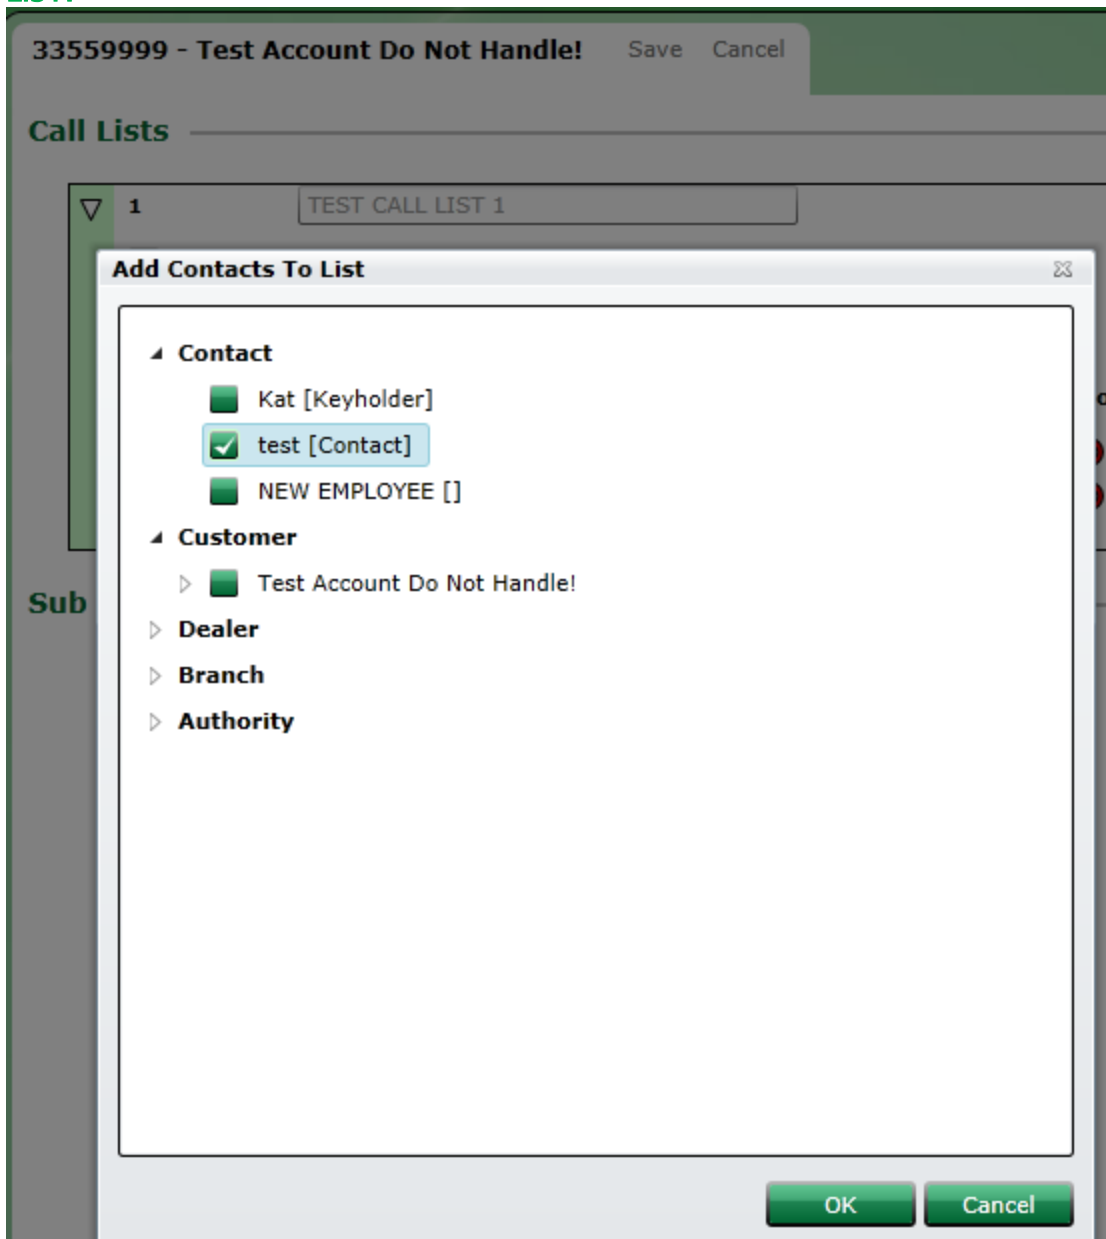 33559999 - Test Account Do Not Handle! Save Cancel
Call Lists
1 TEST CALL LIST 1
Add Contacts To List
Contact
Kat [Keyholder]
test [Contact]
NEW EMPLOYEE []
Customer
Test Account Do Not Handle!
Sub
Dealer
Branch
Authority
OK Cancel